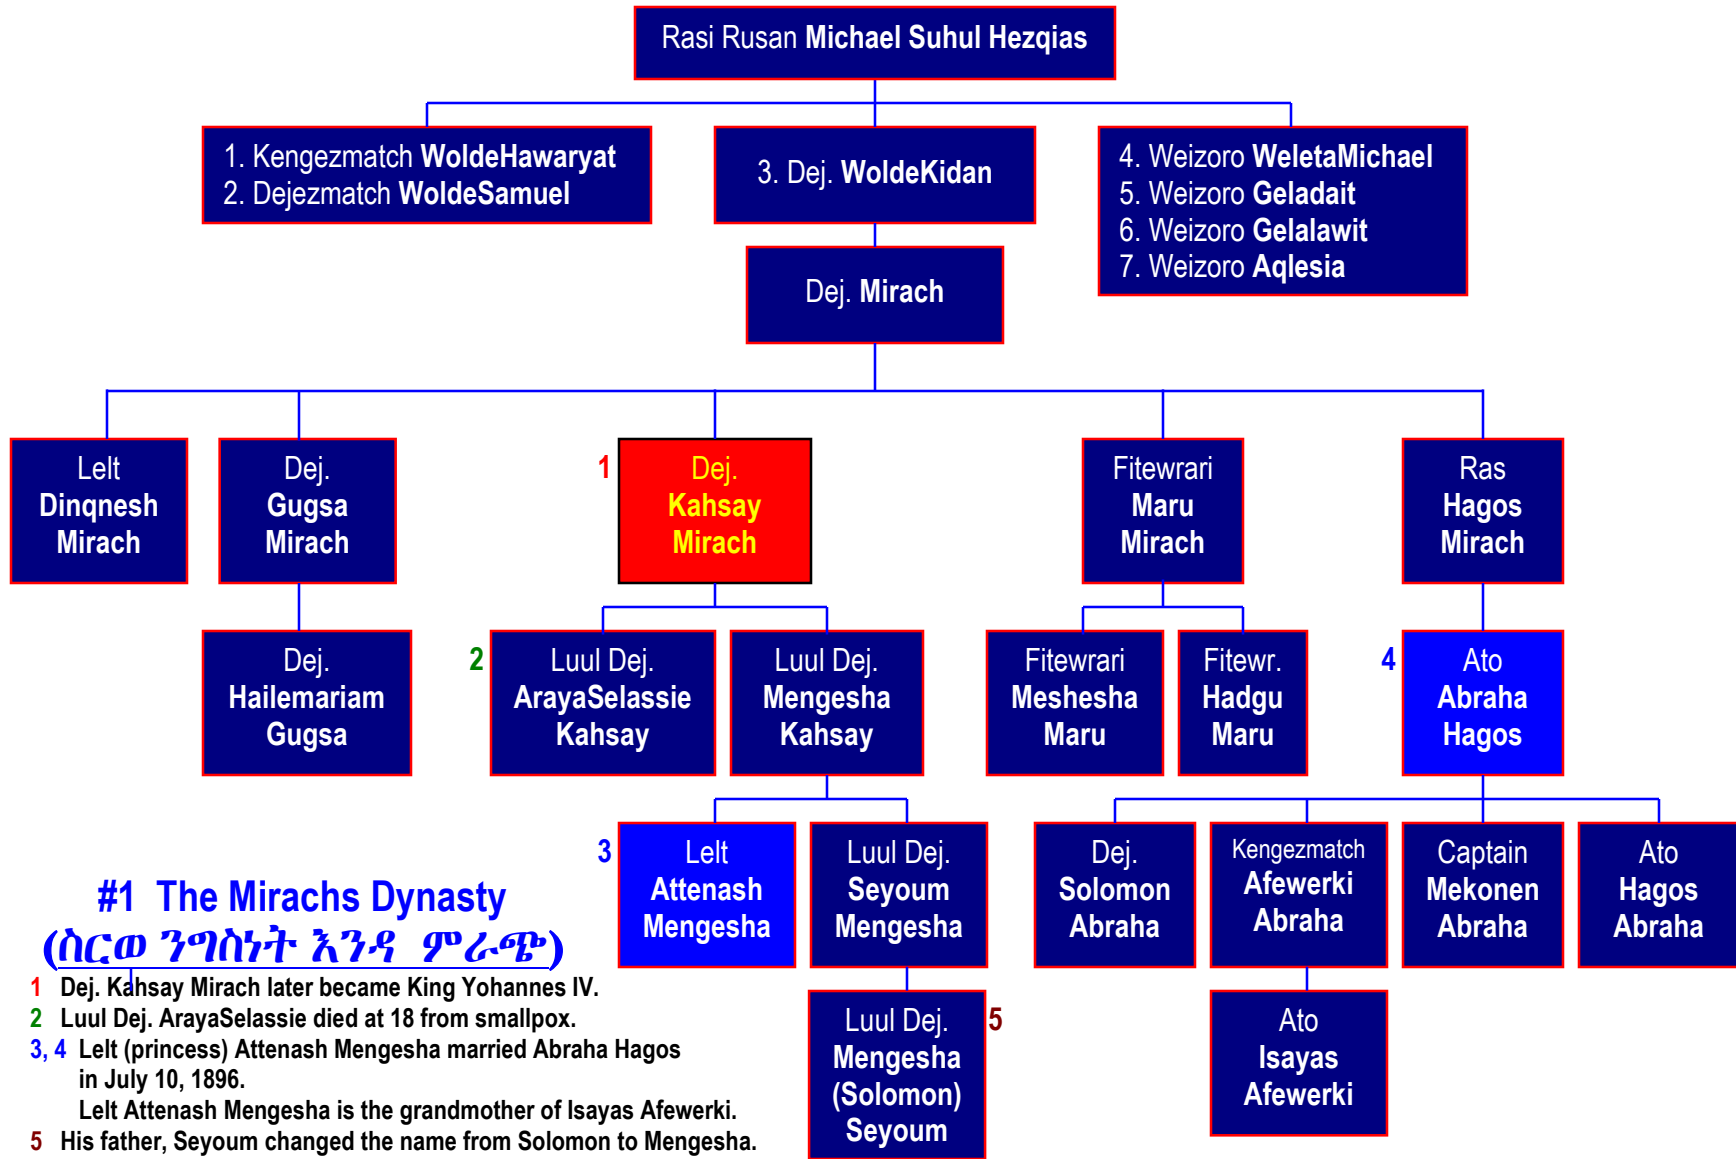 Rasi Rusan Michael Suhul Hezqias
1. Kengezmatch WoldeHawaryat
2. Dejezmatch WoldeSamuel
3. Dej. WoldeKidan
4. Weizoro WeletaMichael
5. Weizoro Geladait
6. Weizoro Gelalawit
7. Weizoro Aqlesia
Dej. Mirach
Lelt
Dinqnesh
Mirach
Dej.
Gugsa
Mirach
1
Dej.
Kahsay
Mirach
Fitewrari
Maru
Mirach
Ras
Hagos
Mirach
Dej.
Hailemariam
Gugsa
2
Luul Dej.
ArayaSelassie
Kahsay
Luul Dej.
Mengesha
Kahsay
Fitewrari
Meshesha
Maru
Fitewr.
Hadgu
Maru
4
Ato
Abraha
Hagos
3
Lelt
Attenash
Mengesha
Luul Dej.
Seyoum
Mengesha
Dej.
Solomon
Abraha
Kengezmatch
Afewerki
Abraha
Captain
Mekonen
Abraha
Ato
Hagos
Abraha
Luul Dej.
Mengesha
(Solomon)
Seyoum
5
Ato
Isayas
Afewerki
#1 The Mirachs Dynasty
(ስርወ ንግስነት እንዳ ምራጭ)
1 Dej. Kahsay Mirach later became King Yohannes IV.
2 Luul Dej. ArayaSelassie died at 18 from smallpox.
3, 4 Lelt (princess) Attenash Mengesha married Abraha Hagos
in July 10, 1896.
Lelt Attenash Mengesha is the grandmother of Isayas Afewerki.
5 His father, Seyoum changed the name from Solomon to Mengesha.